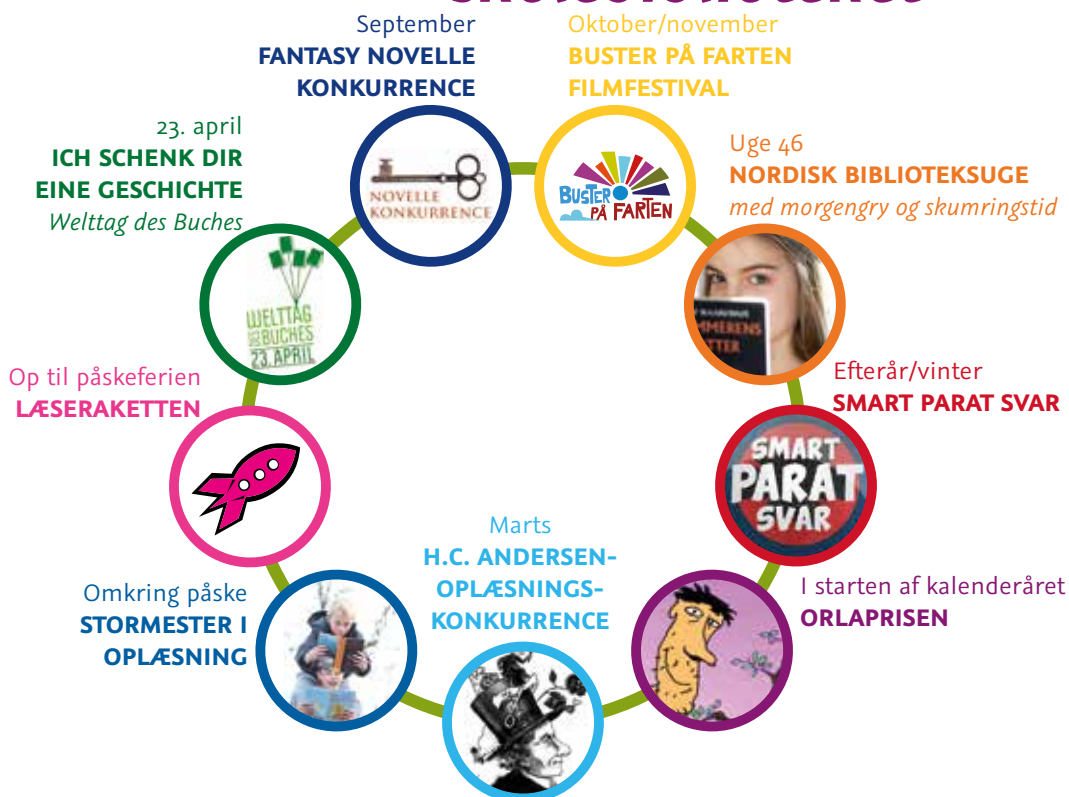 September
FANTASY NOVELLE
KONKURRENCE
NOVELLE
KONKURRENCE
Oktober/november
BUSTER PÅ FARTEN
FILMFESTIVAL
BUSTER
PÅ FARTEN
Uge 46
NORDISK BIBLIOTEKSUGE
med morgengry og skumringstid
Efterår/vinter
SMART PARAT SVAR
SMART
PARAT
SVAR
I starten af kalenderåret
ORLAPRISEN
Marts
H.C. ANDERSEN-
OPLÆSNINGS-
KONKURRENCE
Omkring påske
STORMESTER I
OPLÆSNING
Op til påskeferien
LÆSERAKETTEN
23. april
ICH SCHENK DIR
EINE GESCHICHTE
Welttag des Buches
WELTTAG
DES BUCHES
23. APRIL